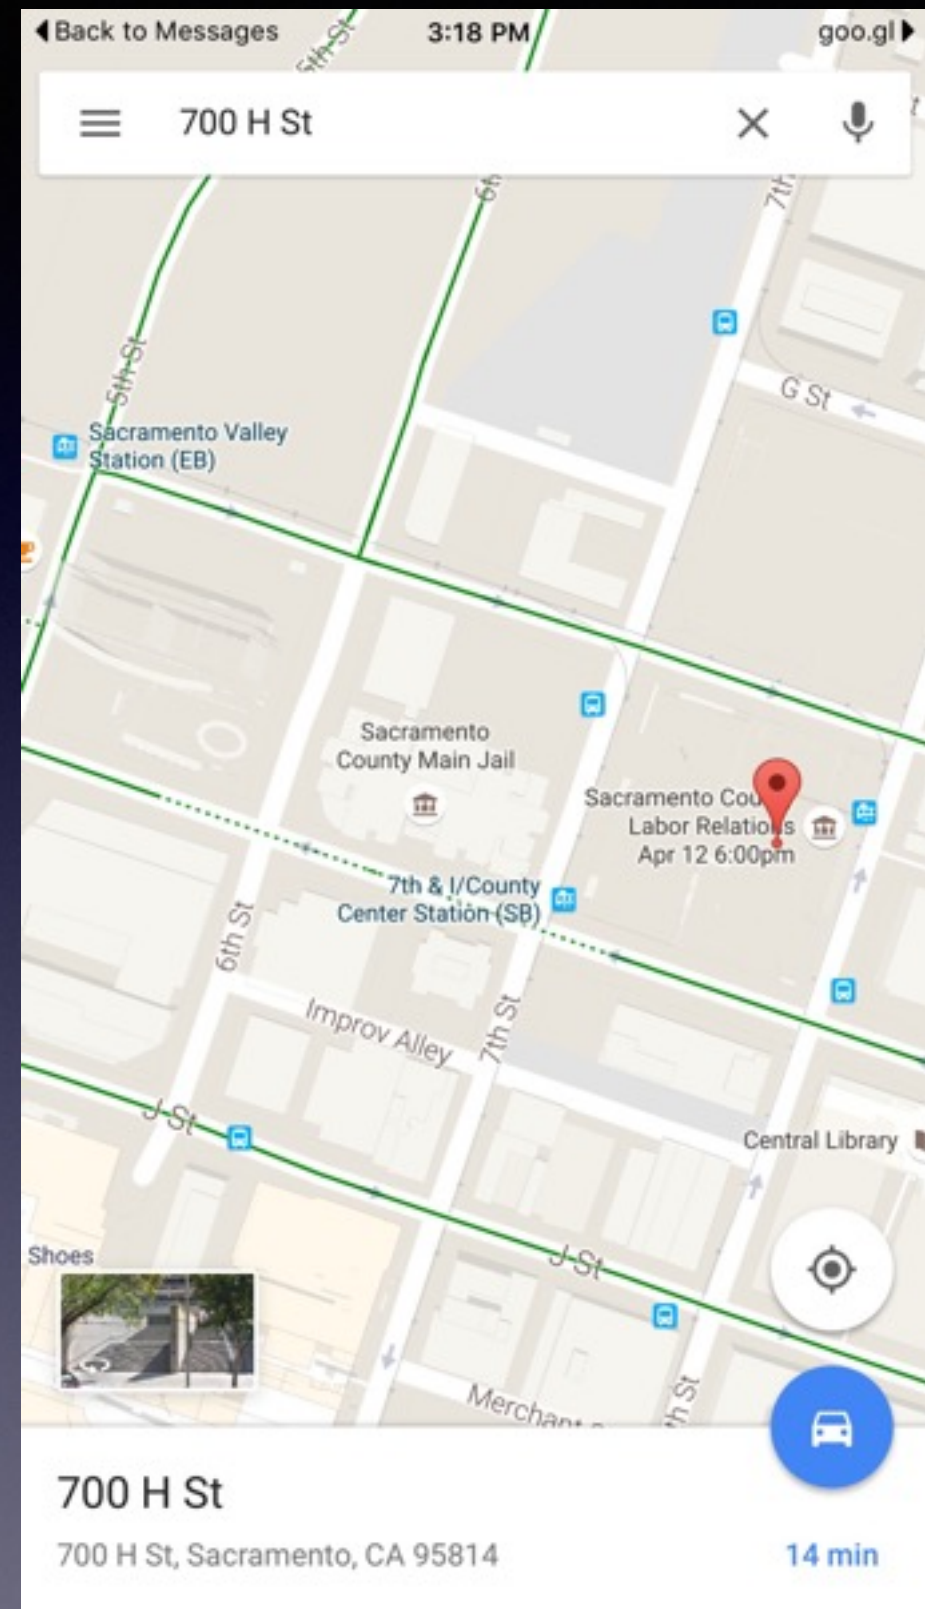 Back to Messages
3:18 PM
goo.gl
5th St
700 H St
6th
7th
5th St
G St
Sacramento Valley
Station (EB)
Sacramento
County Main Jail
Sacramento Cou
Labor Relations
Apr 12 6:00pm
7th & I/County
Center Station (SB)
6th St
7th St
Improv Alley
J St
Central Library
Shoes
J St
Merchant
th St
700 H St
700 H St, Sacramento, CA 95814
14 min